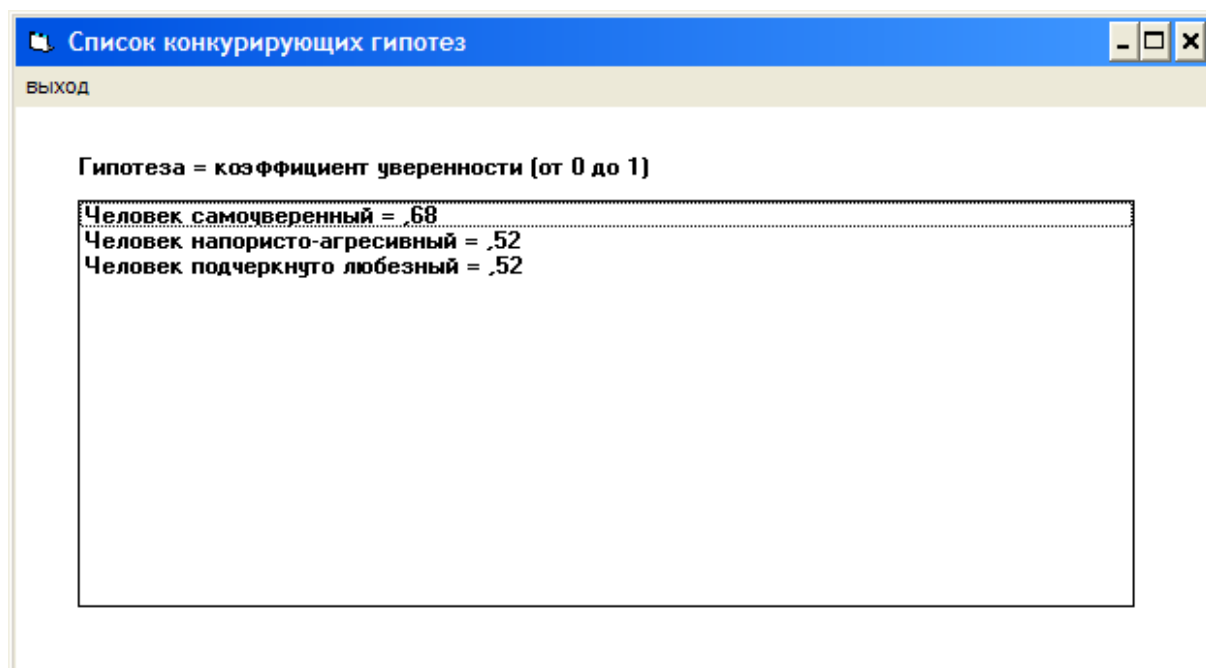 Список конкурирующих гипотез
выход
Гипотеза = коэффициент уверенности (от 0 до 1)
Человек самоуверенный = ,68
Человек напористо-агресивный = ,52
Человек подчеркнуто любезный = ,52